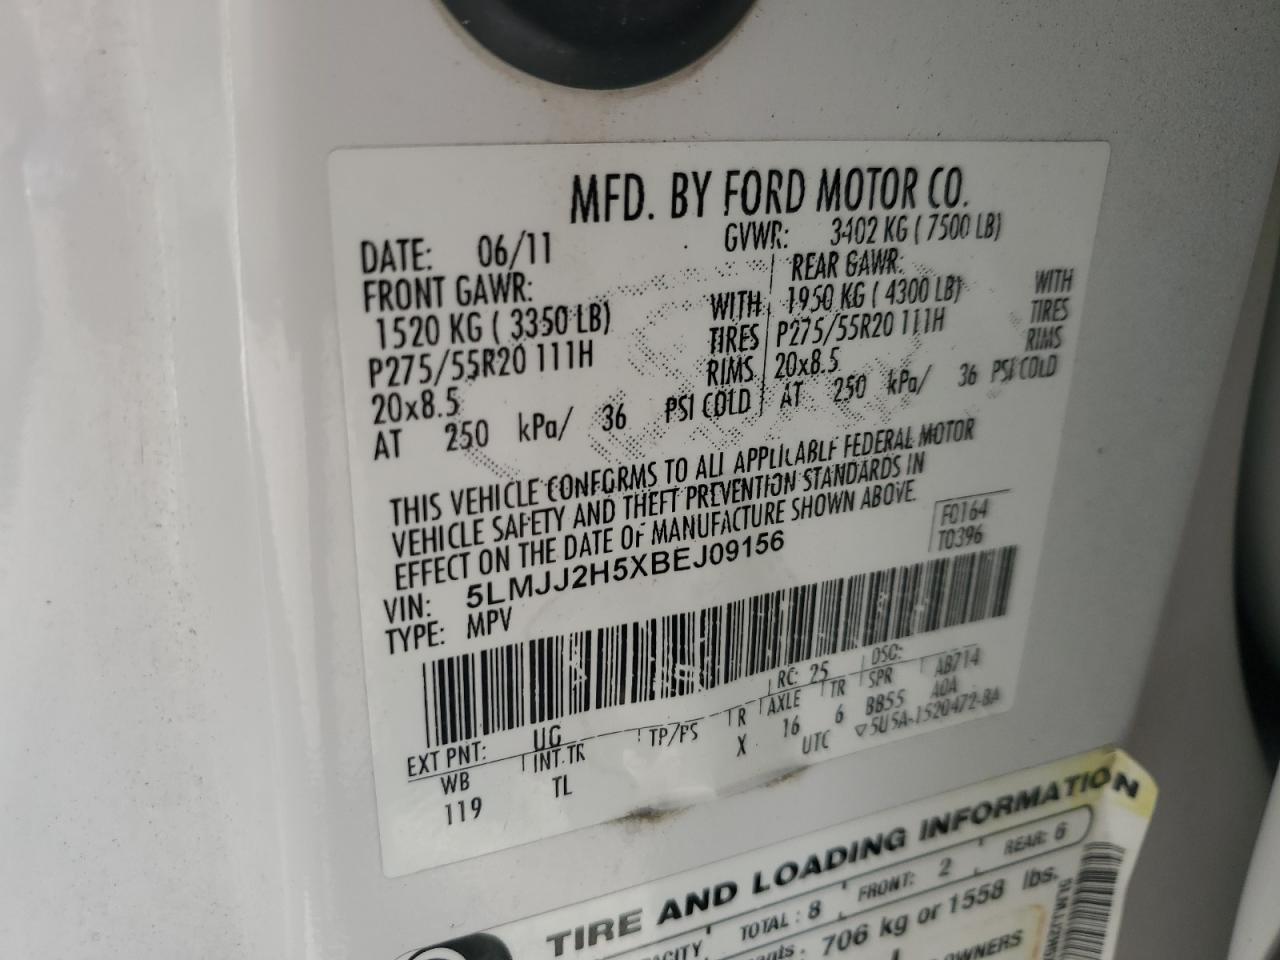 MFD. BY FORD MOTOR CO.
DATE: 06/11 GVWR: 3402 KG ( 7500 LB)
FRONT GAWR: REAR GAWR:
1520 KG ( 3350 LB) WITH 1950 KG ( 4300 LB) WITH
P275/55R20 111H TIRES P275/55R20 111H TIRES
20x8.5 RIMS 20x8.5 RIMS
AT 250 kPa/ 36 PSI COLD AT 250 kPa/ 36 PSI COLD
THIS VEHICLE CONFORMS TO ALL APPLICABLE FEDERAL MOTOR
VEHICLE SAFETY AND THEFT PREVENTION STANDARDS IN
EFFECT ON THE DATE OF MANUFACTURE SHOWN ABOVE.
F0164
T0396
VIN: 5LMJJ2H5XBEJ09156
TYPE: MPV
EXT PNT: UG RC: 25 DSO: AB714
WB INT TR TP/PS R AXLE TR SPR
119 TL X 16 6 BB55 A0A
UTC ▽5U5A-1520472-BA
TIRE AND LOADING INFORMATION
TOTAL : 8 FRONT: 2 REAR: 6
706 kg or 1558 lbs.
OWNERS